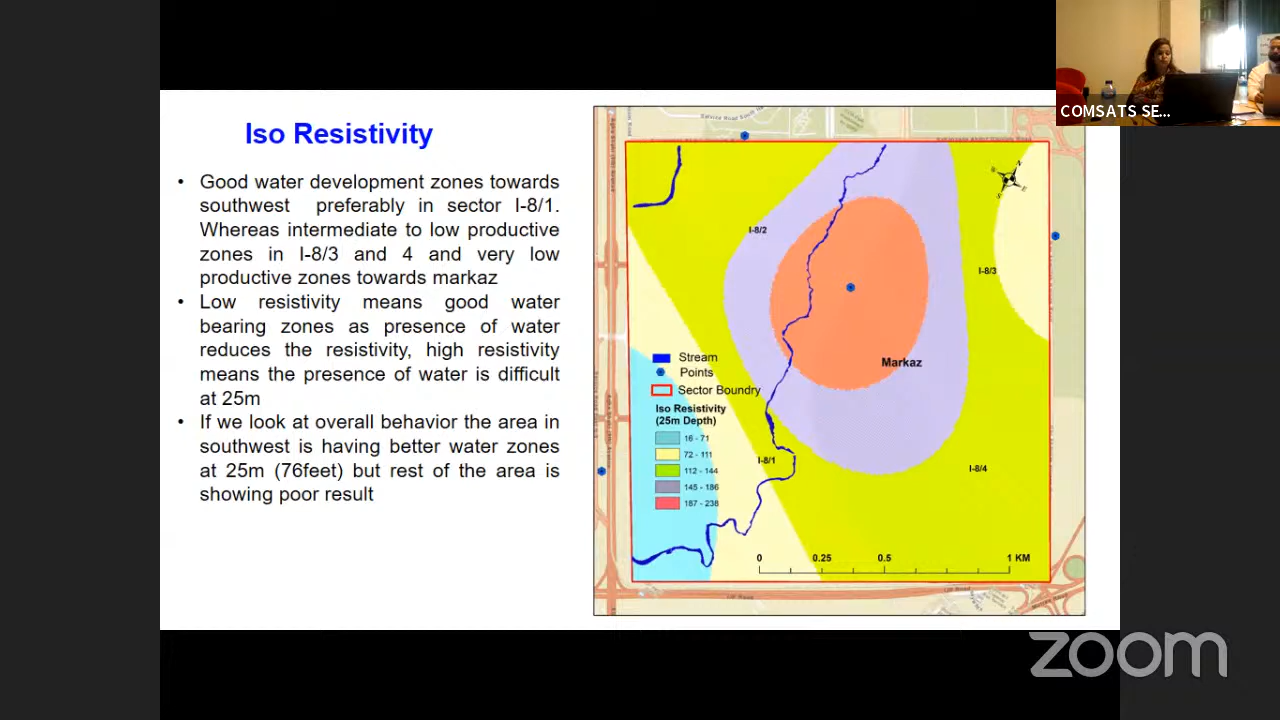 COMSATS SE...
Iso Resistivity
• Good water development zones towards
southwest preferably in sector I-8/1.
Whereas intermediate to low productive
zones in I-8/3 and 4 and very low
productive zones towards markaz
• Low resistivity means good water
bearing zones as presence of water
reduces the resistivity, high resistivity
means the presence of water is difficult
at 25m
• If we look at overall behavior the area in
southwest is having better water zones
at 25m (76feet) but rest of the area is
showing poor result
I-8/2
I-8/3
Markaz
Stream
Points
Sector Boundry
Iso Resistivity
(25m Depth)
16 - 71
72 - 111
112 - 144
145 - 186
187 - 238
I-8/1
I-8/4
0 0.25 0.5 1 KM
zoom